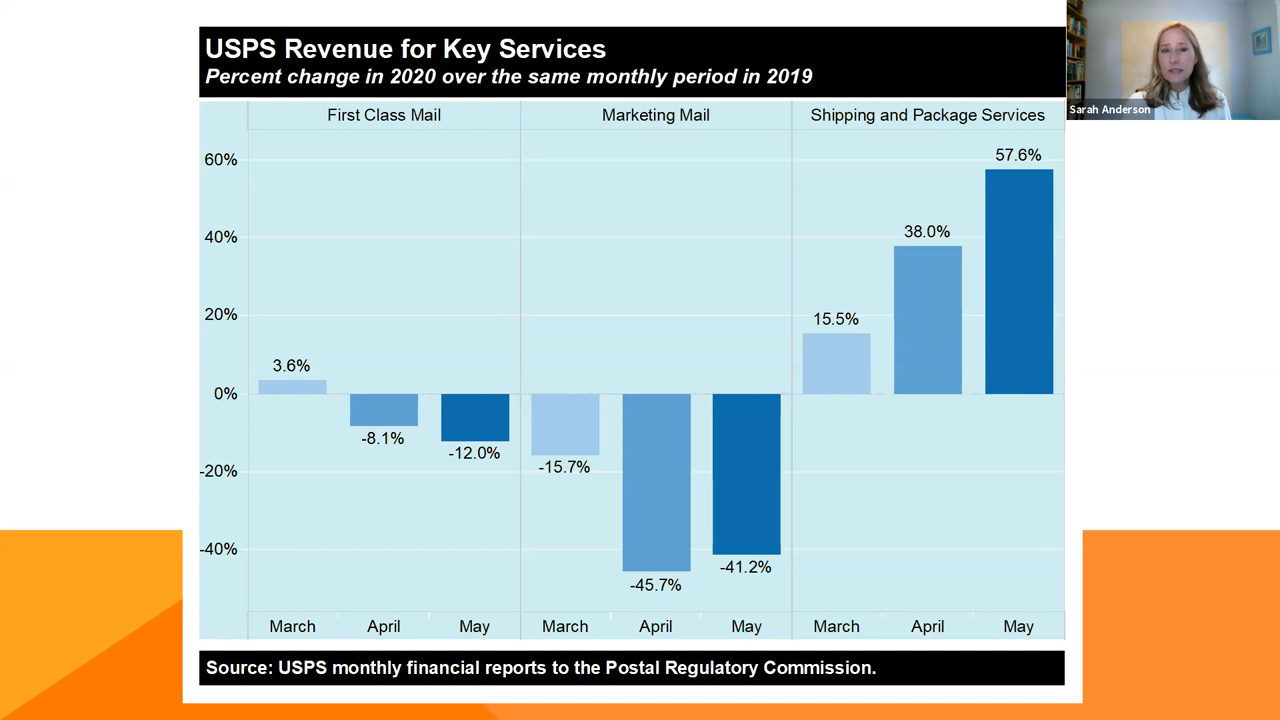 USPS Revenue for Key Services
Percent change in 2020 over the same monthly period in 2019
Sarah Anderson
First Class Mail
Marketing Mail
Shipping and Package Services
60%
40%
20%
0%
-20%
-40%
3.6%
-8.1%
-12.0%
-15.7%
-45.7%
-41.2%
15.5%
38.0%
57.6%
March April May March April May March April May
Source: USPS monthly financial reports to the Postal Regulatory Commission.